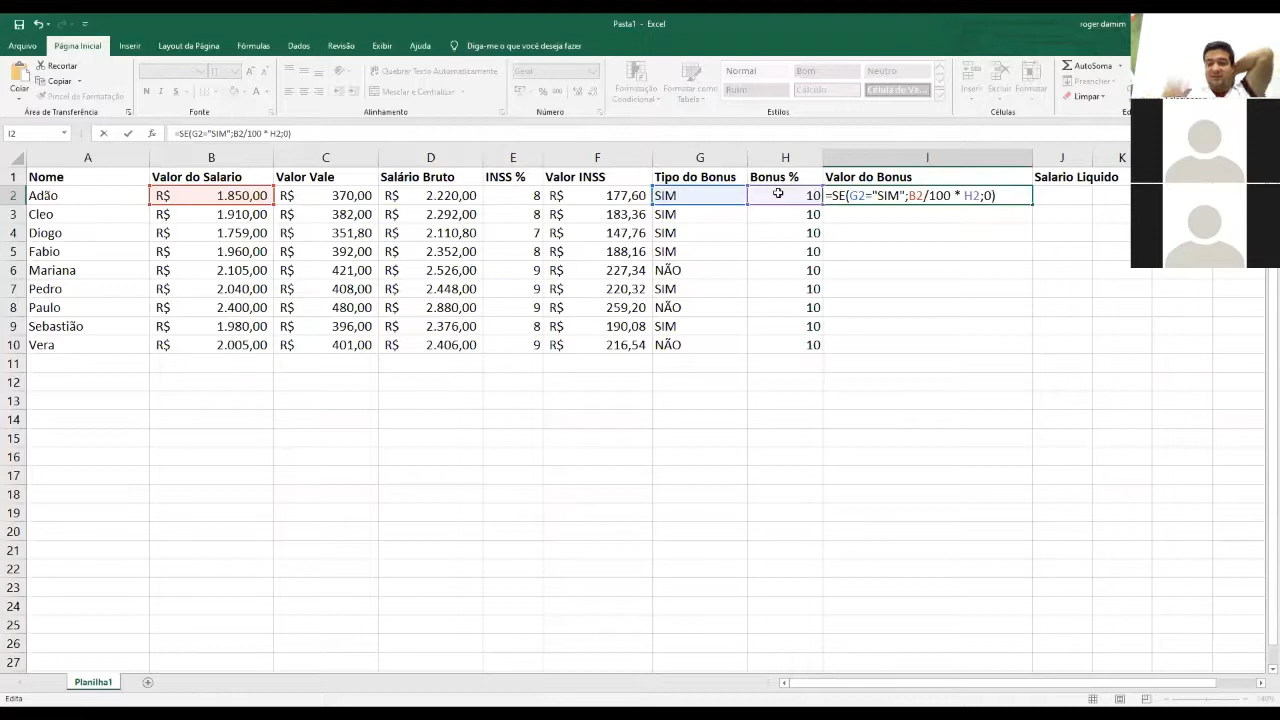 Pasta1 - Excel
roger damim
Arquivo Página Inicial Inserir Layout da Página Fórmulas Dados Revisão Exibir Ajuda Diga-me o que você deseja fazer
Colar
Recortar
Copiar
Pincel de Formatação
Área de Transferência
11
N I S
Fonte
Quebrar Texto Automaticamente
Mesclar e Centralizar
Alinhamento
Geral
% 000
Número
Formatação Condicional
Formatar como Tabela
Normal Bom Neutro
Ruim Cálculo Célula de Ve...
Estilos
Inserir Excluir Formatar
Células
AutoSoma
Preencher
Limpar
I2 fx =SE(G2="SIM";B2/100 * H2;0)
A B C D E F G H I J K
1 Nome Valor do Salario Valor Vale Salário Bruto INSS % Valor INSS Tipo do Bonus Bonus % Valor do Bonus Salario Liquido
2 Adão R$ 1.850,00 R$ 370,00 R$ 2.220,00 8 R$ 177,60 SIM 10 =SE(G2="SIM";B2/100 * H2;0)
3 Cleo R$ 1.910,00 R$ 382,00 R$ 2.292,00 8 R$ 183,36 SIM 10
4 Diogo R$ 1.759,00 R$ 351,80 R$ 2.110,80 7 R$ 147,76 SIM 10
5 Fabio R$ 1.960,00 R$ 392,00 R$ 2.352,00 8 R$ 188,16 SIM 10
6 Mariana R$ 2.105,00 R$ 421,00 R$ 2.526,00 9 R$ 227,34 NÃO 10
7 Pedro R$ 2.040,00 R$ 408,00 R$ 2.448,00 9 R$ 220,32 SIM 10
8 Paulo R$ 2.400,00 R$ 480,00 R$ 2.880,00 9 R$ 259,20 NÃO 10
9 Sebastião R$ 1.980,00 R$ 396,00 R$ 2.376,00 8 R$ 190,08 SIM 10
10 Vera R$ 2.005,00 R$ 401,00 R$ 2.406,00 9 R$ 216,54 NÃO 10
11
12
13
14
15
16
17
18
19
20
21
22
23
24
25
26
27
Planilha1
Edita
140%